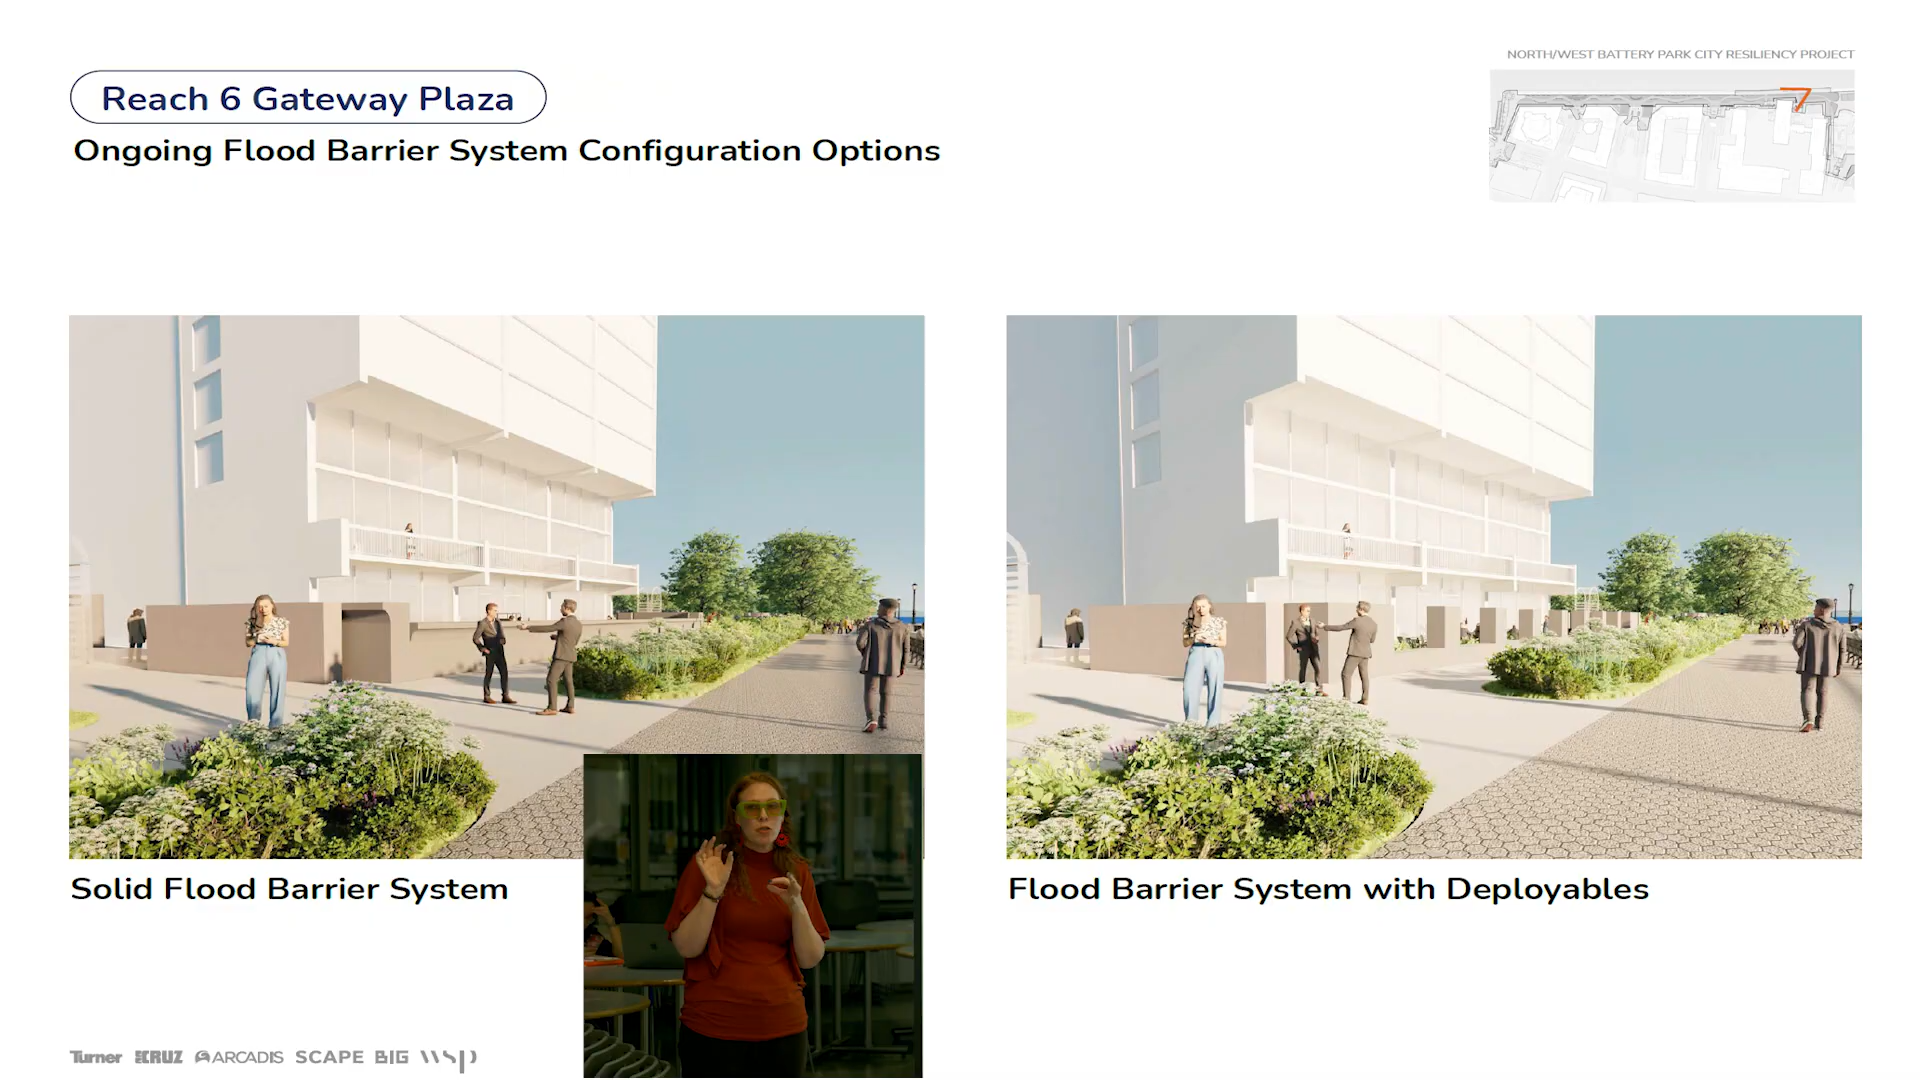 NORTH/WEST BATTERY PARK CITY RESILIENCY PROJECT
Reach 6 Gateway Plaza
Ongoing Flood Barrier System Configuration Options
Solid Flood Barrier System
Flood Barrier System with Deployables
Turner KRUZ ARCADIS SCAPE BIG WSP